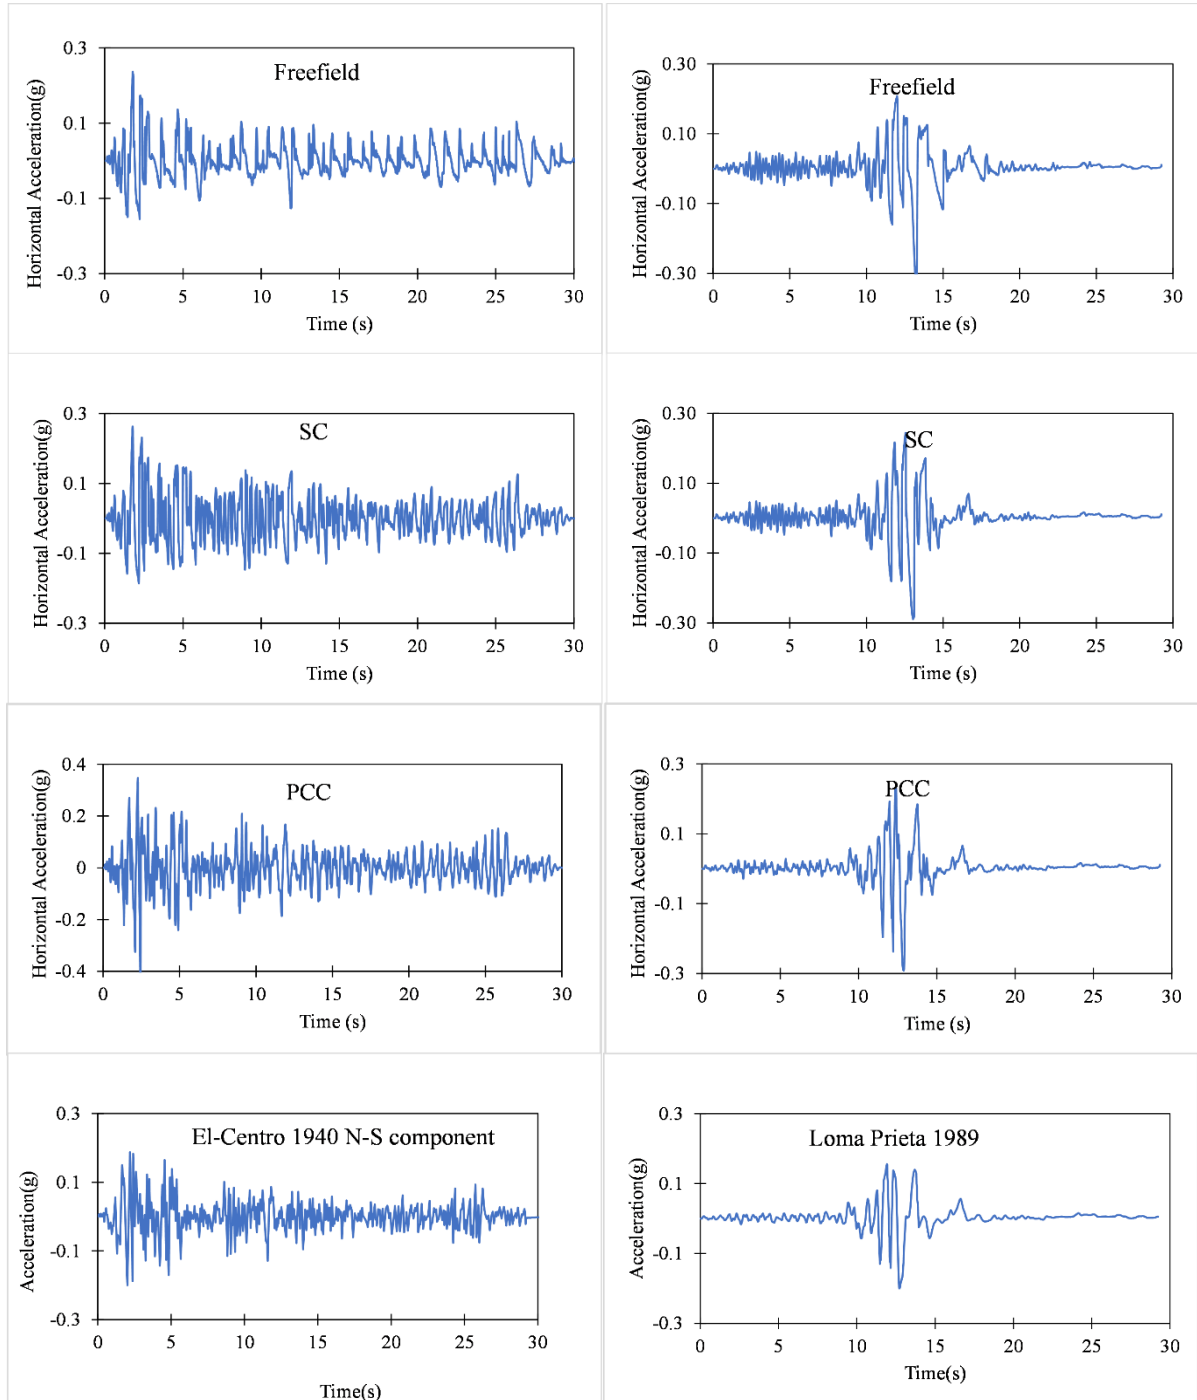 0.3
0.1
-0.1
-0.3
Horizontal Acceleration(g)
Freefield
0 5 10 15 20 25 30
Time (s)
0.30
0.10
-0.10
-0.30
Horizontal Acceleration(g)
Freefield
0 5 10 15 20 25 30
Time (s)
0.3
0.1
-0.1
-0.3
Horizontal Acceleration(g)
SC
0 5 10 15 20 25 30
Time (s)
0.30
0.10
-0.10
-0.30
Horizontal Acceleration(g)
SC
0 5 10 15 20 25 30
Time (s)
0.4
0.2
0
-0.2
-0.4
Horizontal Acceleration(g)
PCC
0 5 10 15 20 25 30
Time (s)
0.3
0.1
-0.1
-0.3
Horizontal Acceleration(g)
PCC
0 5 10 15 20 25 30
Time (s)
0.3
0.1
-0.1
-0.3
Acceleration(g)
El-Centro 1940 N-S component
0 5 10 15 20 25 30
Time(s)
0.3
0.1
-0.1
-0.3
Acceleration(g)
Loma Prieta 1989
0 5 10 15 20 25 30
Time(s)